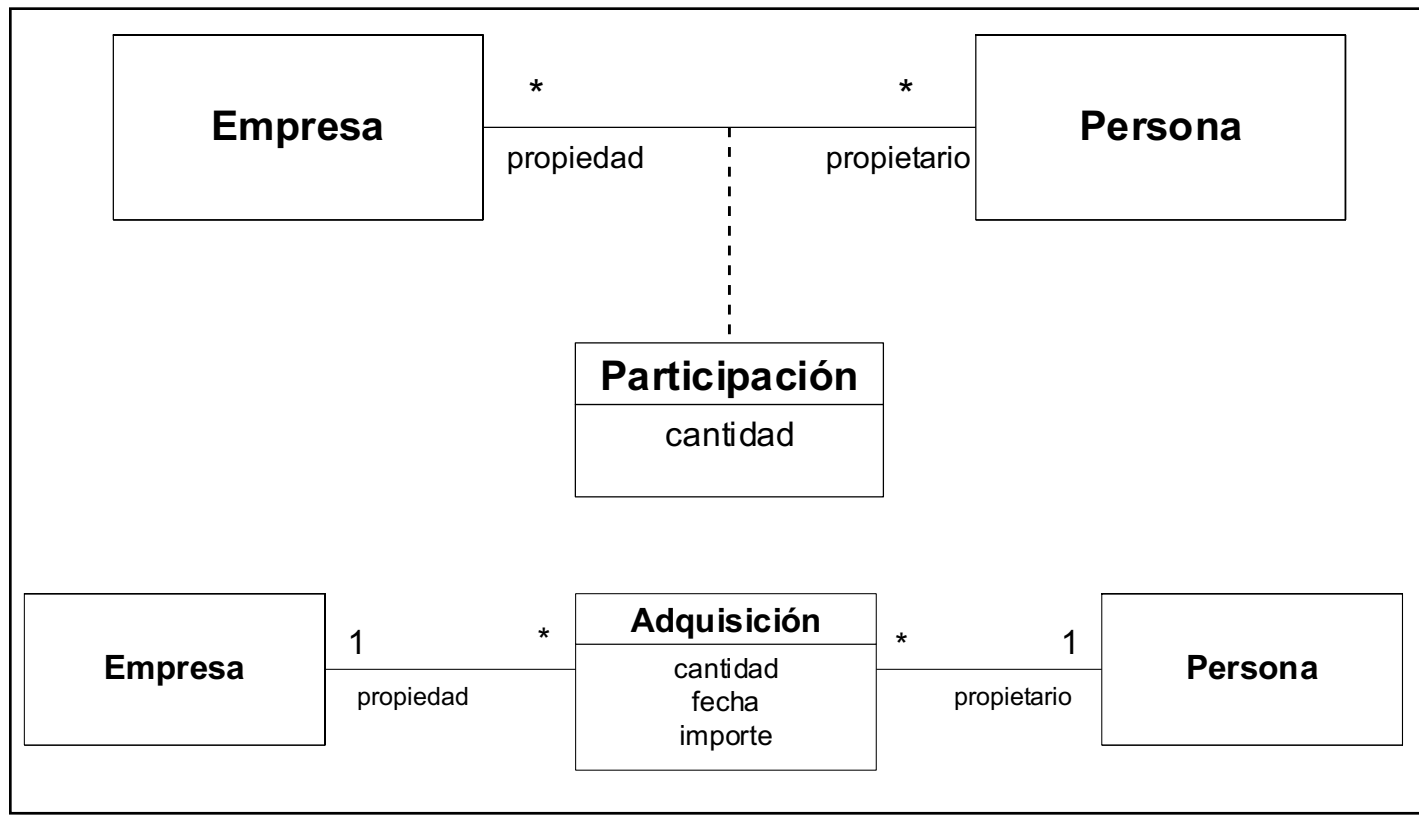 * *
Empresa Persona
propiedad propietario
Participación
cantidad
Adquisición
1 * * 1
Empresa cantidad Persona
propiedad fecha propietario
importe